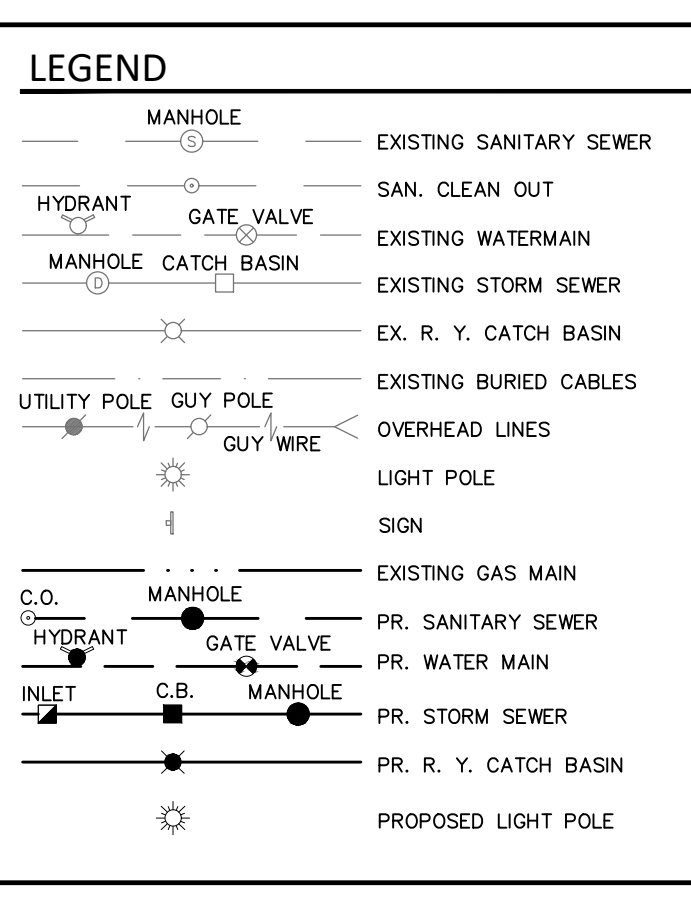 LEGEND
MANHOLE
S
EXISTING SANITARY SEWER
SAN. CLEAN OUT
HYDRANT
GATE VALVE
EXISTING WATERMAIN
MANHOLE CATCH BASIN
D
EXISTING STORM SEWER
EX. R. Y. CATCH BASIN
EXISTING BURIED CABLES
UTILITY POLE GUY POLE
OVERHEAD LINES
GUY WIRE
LIGHT POLE
SIGN
EXISTING GAS MAIN
C.O. MANHOLE
PR. SANITARY SEWER
HYDRANT
GATE VALVE
PR. WATER MAIN
INLET C.B. MANHOLE
PR. STORM SEWER
PR. R. Y. CATCH BASIN
PROPOSED LIGHT POLE